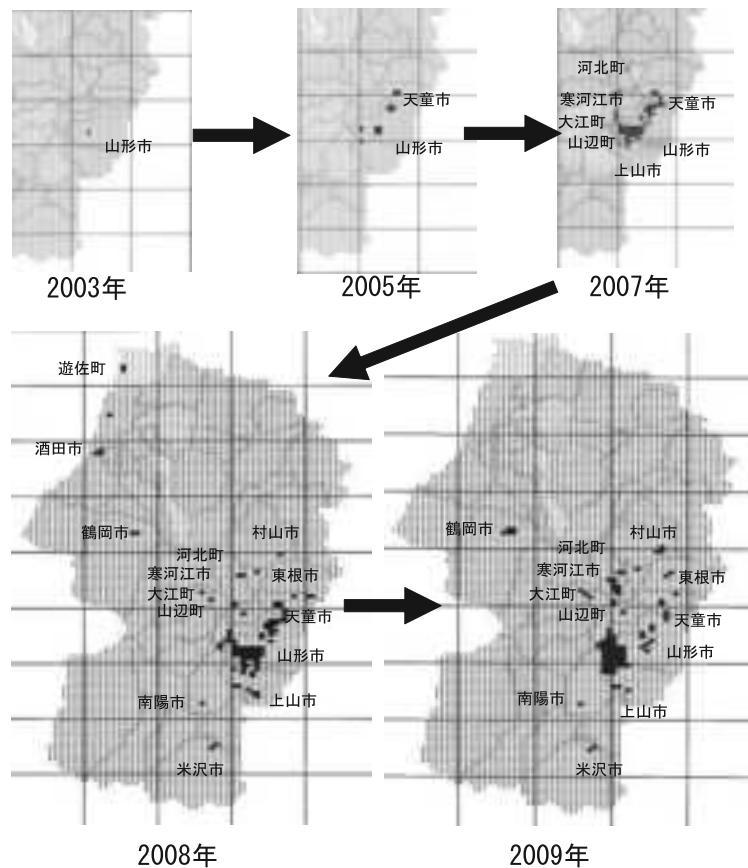 山形市
2003年
天童市
山形市
2005年
河北町
寒河江市
天童市
大江町
山辺町
山形市
上山市
2007年
遊佐町
酒田市
鶴岡市
村山市
河北町
寒河江市
東根市
大江町
山辺町
天童市
山形市
南陽市
上山市
米沢市
2008年
鶴岡市
村山市
河北町
寒河江市
東根市
大江町
山辺町
天童市
山形市
南陽市
上山市
米沢市
2009年